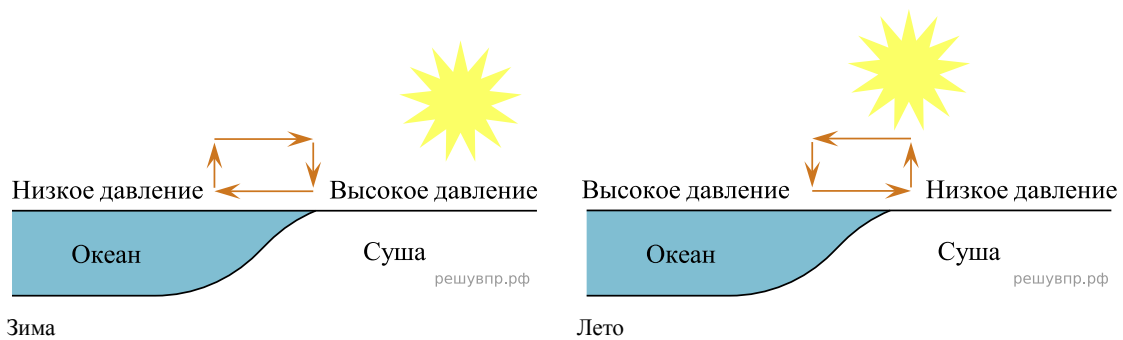 Низкое давление Высокое давление
Океан Суша
решувпр.рф
Зима
Высокое давление Низкое давление
Океан Суша
решувпр.рф
Лето